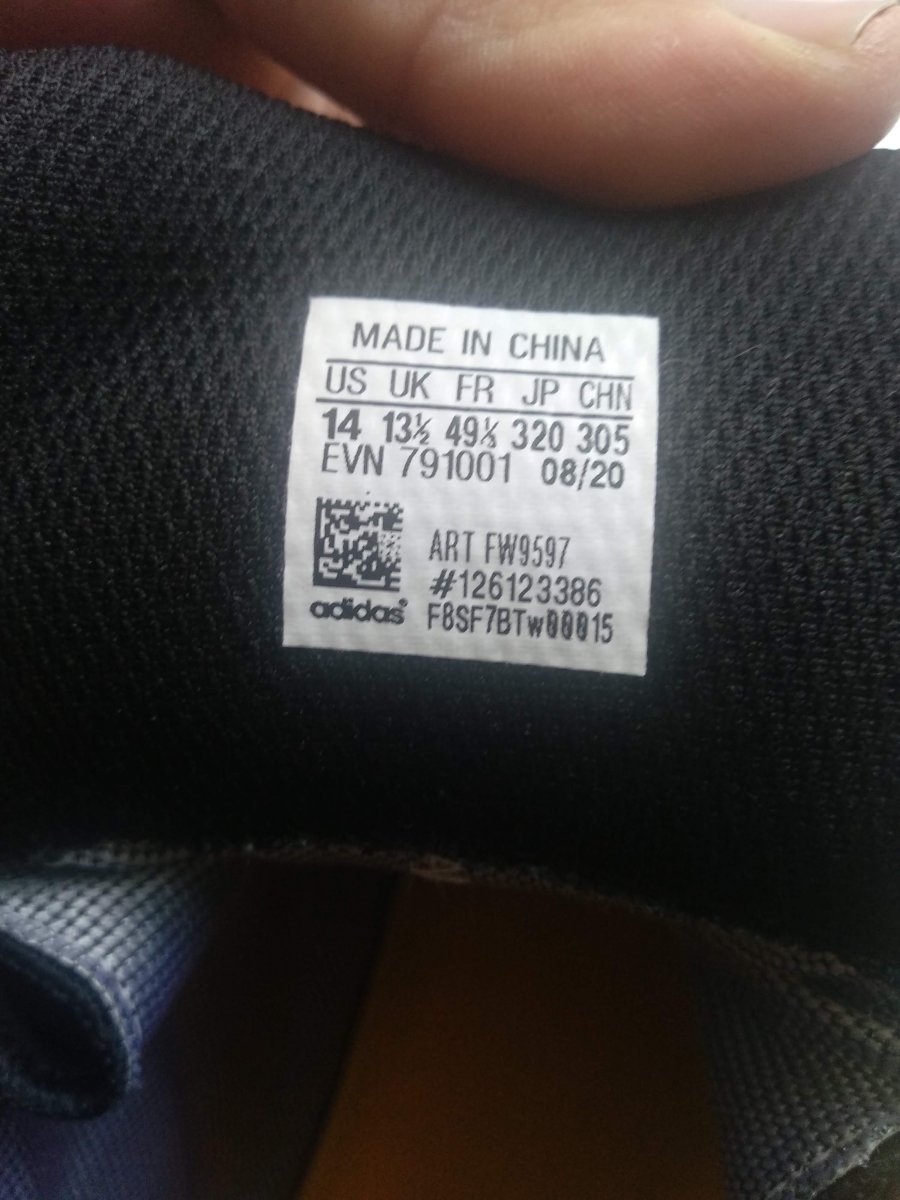 MADE IN CHINA
US UK FR JP CHN
14 13½ 49⅓ 320 305
EVN 791001 08/20
ART FW9597
#126123386
adidas® F8SF7BTw00015